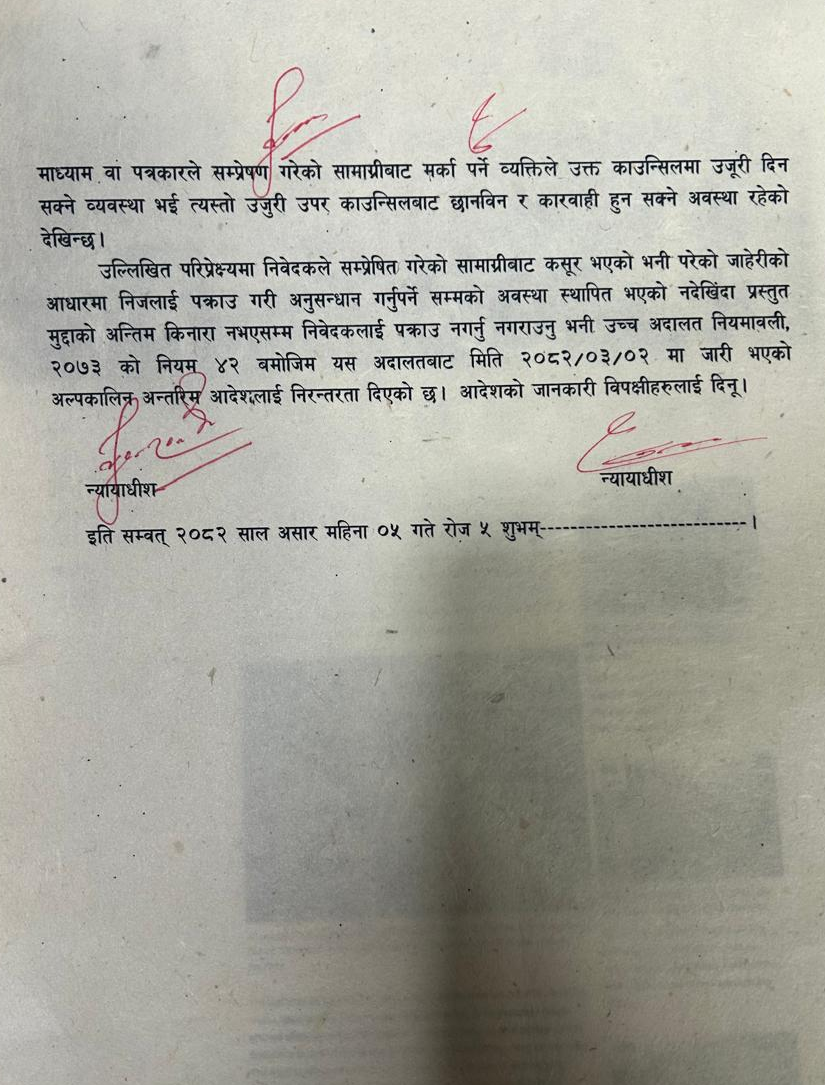 माध्याम वा पत्रकारले सम्प्रेषण गरेको सामाग्रीबाट मर्का पर्ने व्यक्तिले उक्त काउन्सिलमा उजूरी दिन
सक्ने व्यवस्था भई त्यस्तो उजुरी उपर काउन्सिलबाट छानविन र कारवाही हुन सक्ने अवस्था रहेको
देखिन्छ।
उल्लिखित परिप्रेक्ष्यमा निवेदकले सम्प्रेषित गरेको सामाग्रीबाट कसूर भएको भनी परेको जाहेरीको
आधारमा निजलाई पक्राउ गरी अनुसन्धान गर्नुपर्ने सम्मको अवस्था स्थापित भएको नदेखिंदा प्रस्तुत
मुद्दाको अन्तिम किनारा नभएसम्म निवेदकलाई पक्राउ नगर्नु नगराउनु भनी उच्च अदालत नियमावली,
२०७३ को नियम ४२ बमोजिम यस अदालतबाट मिति २०८२/०३/०२ मा जारी भएको
अल्पकालिन अन्तरिम आदेशलाई निरन्तरता दिएको छ। आदेशको जानकारी विपक्षीहरुलाई दिनू।
न्यायाधीश न्यायाधीश
इति सम्वत् २०८२ साल असार महिना ०५ गते रोज ५ शुभम्---------------------------।